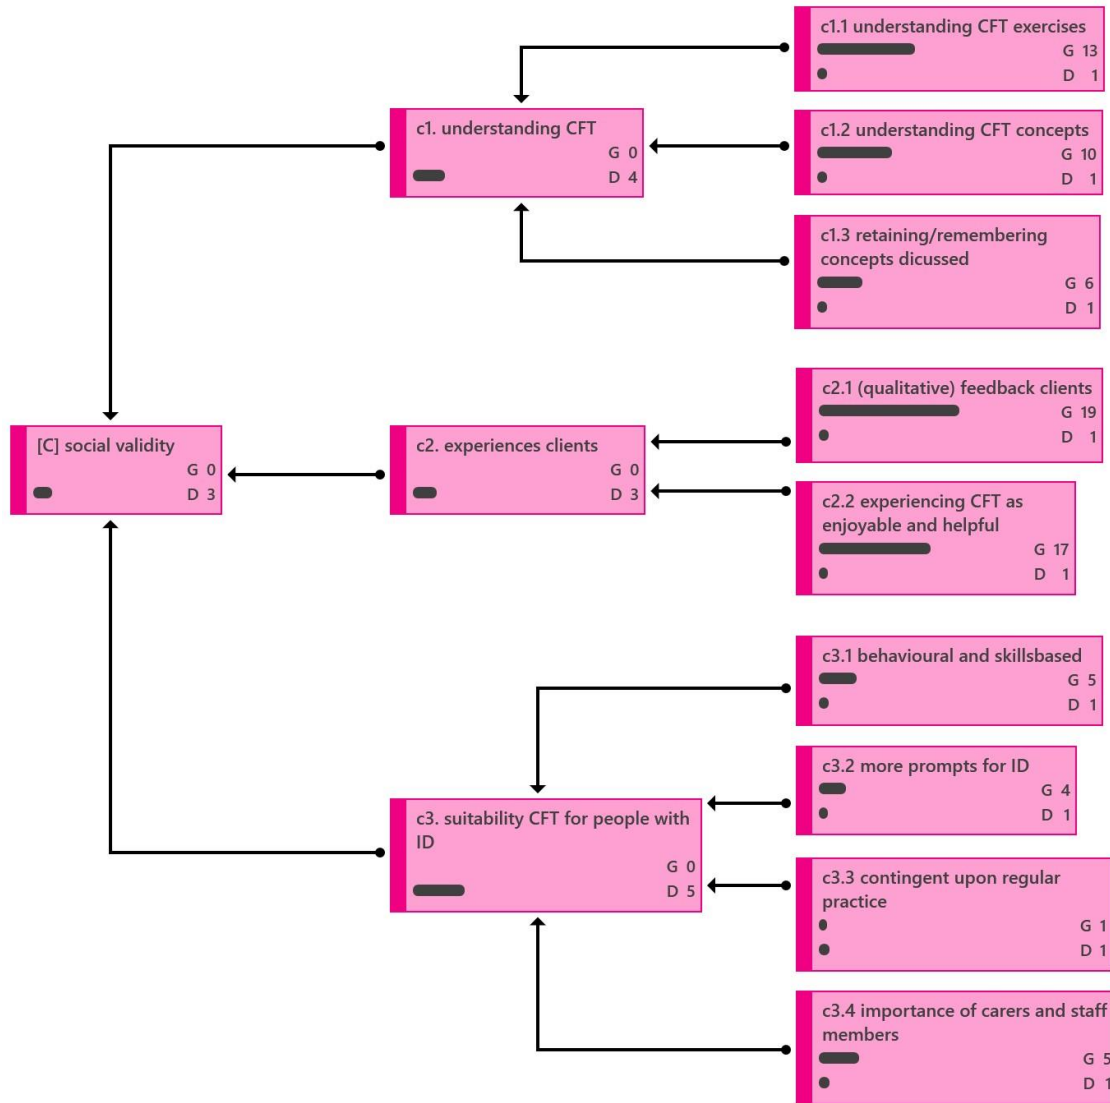 c1.1 understanding CFT exercises
G 13
D 1
c1. understanding CFT
G 0
D 4
c1.2 understanding CFT concepts
G 10
D 1
c1.3 retaining/remembering
concepts dicussed
G 6
D 1
[C] social validity
G 0
D 3
c2. experiences clients
G 0
D 3
c2.1 (qualitative) feedback clients
G 19
D 1
c2.2 experiencing CFT as
enjoyable and helpful
G 17
D 1
c3. suitability CFT for people with
ID
G 0
D 5
c3.1 behavioural and skillsbased
G 5
D 1
c3.2 more prompts for ID
G 4
D 1
c3.3 contingent upon regular
practice
G 1
D 1
c3.4 importance of carers and staff
members
G 5
D 1